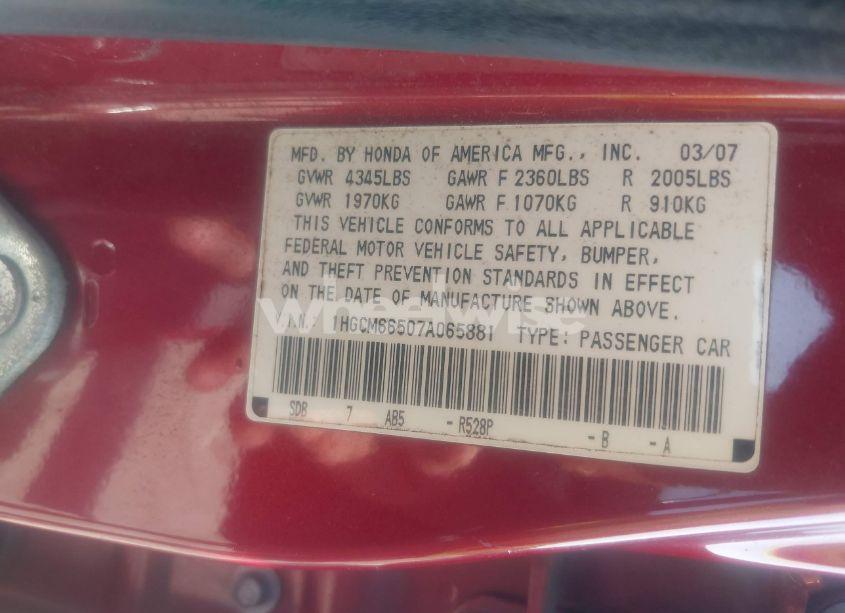 MFD. BY HONDA OF AMERICA MFG., INC. 03/07
GVWR 4345LBS GAWR F 2360LBS R 2005LBS
GVWR 1970KG GAWR F 1070KG R 910KG
THIS VEHICLE CONFORMS TO ALL APPLICABLE
FEDERAL MOTOR VEHICLE SAFETY, BUMPER,
AND THEFT PREVENTION STANDARDS IN EFFECT
ON THE DATE OF MANUFACTURE SHOWN ABOVE.
wheelwise
1HGCM66507A065881 TYPE: PASSENGER CAR
SDB 7 AB5 - R528P - B - A